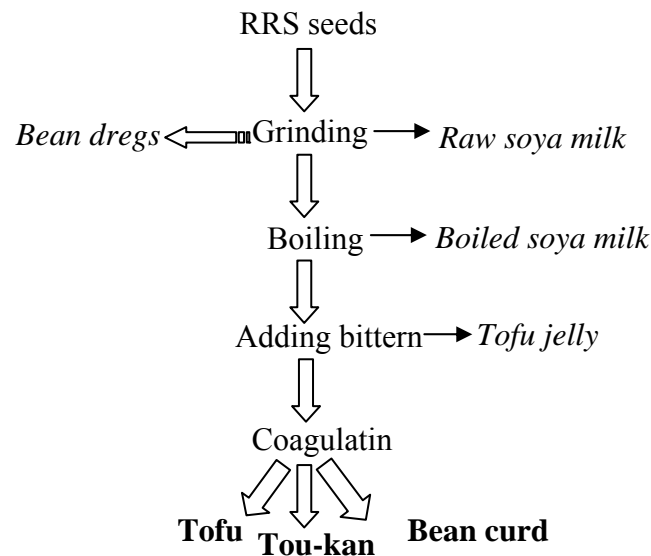 RRS seeds
Bean dregs Grinding Raw soya milk
Boiling Boiled soya milk
Adding bittern Tofu jelly
Coagulatin
Tofu Tou-kan Bean curd